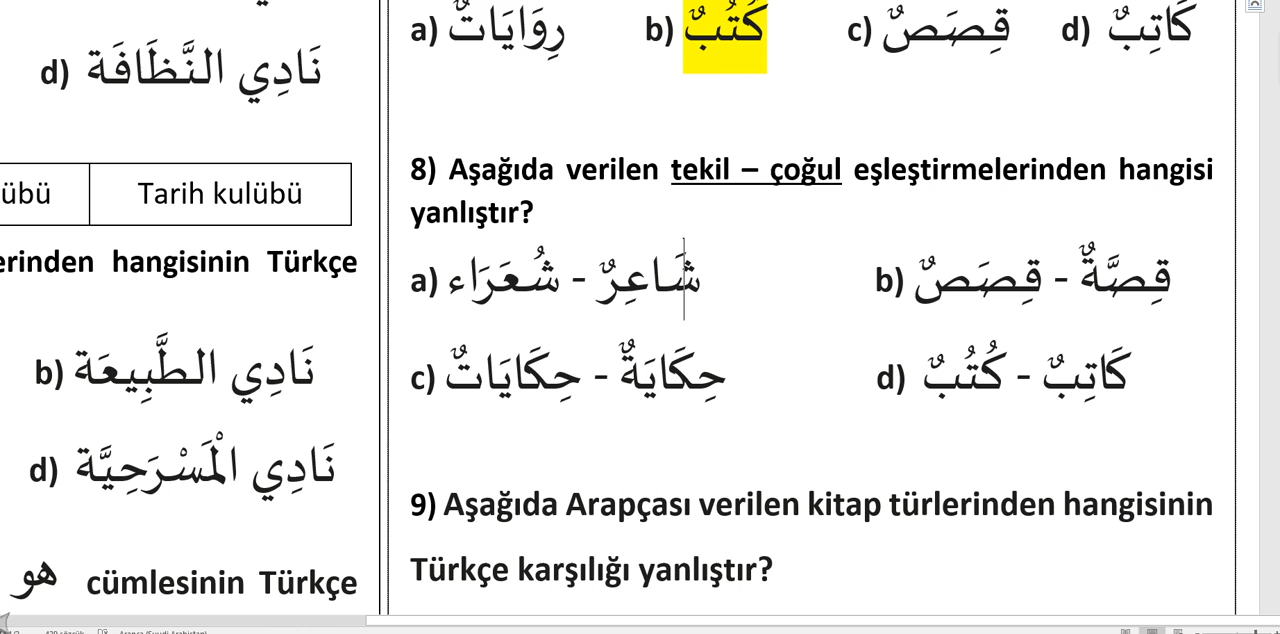 d) نَادِي النَّظَافَة
übü
Tarih kulübü
erinden hangisinin Türkçe
b) نَادِي الطَّبِيعَة
d) نَادِي الْمَسْرَحِيَّة
هو cümlesinin Türkçe
a) رِوَايَاتٌ b) كُتُبٌ c) قِصَصٌ d) كَاتِبٌ
8) Aşağıda verilen tekil – çoğul eşleştirmelerinden hangisi
yanlıştır?
a) شَاعِرٌ - شُعَرَاء b) قِصَّةٌ - قِصَصٌ
c) حِكَايَةٌ - حِكَايَاتٌ d) كَاتِبٌ - كُتُبٌ
9) Aşağıda Arapçası verilen kitap türlerinden hangisinin
Türkçe karşılığı yanlıştır?